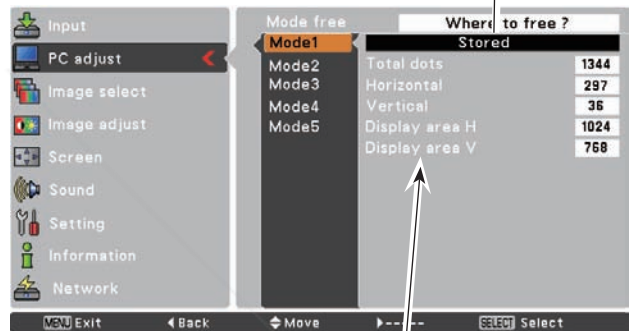 Input
PC adjust
Image select
Image adjust
Screen
Sound
Setting
Information
Network
Mode free
Where to free ?
Mode1
Mode2
Mode3
Mode4
Mode5
Stored
Total dots 1344
Horizontal 297
Vertical 36
Display area H 1024
Display area V 768
MENU Exit
Back
Move
-----
SELECT Select